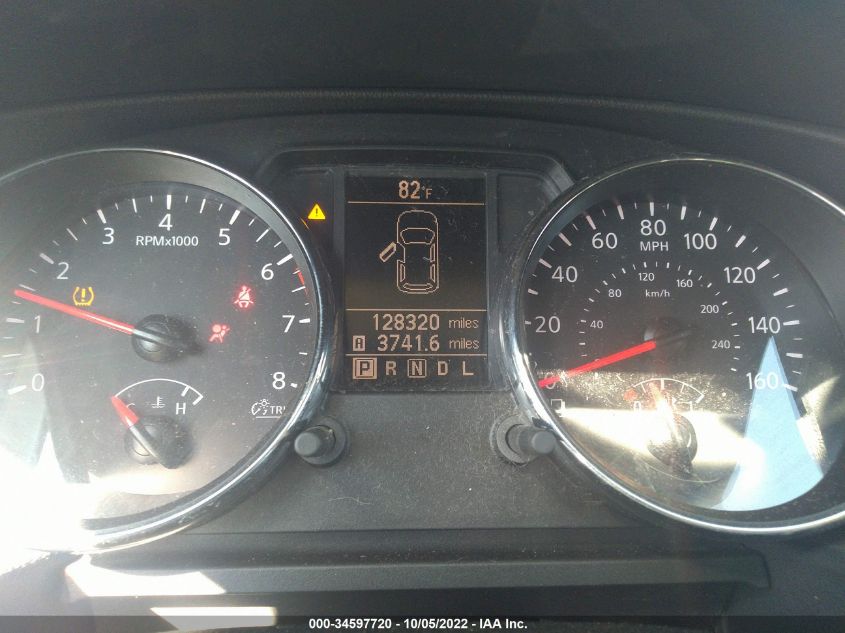 82°F
128320 miles
A 3741.6 miles
P R N D L
0 1 2 3 4 5 6 7 8
RPMx1000
H
0 20 40 60 80 100 120 140 160
MPH
40 80 120 160 200 240
km/h
000-34597720 - 10/05/2022 - IAA Inc.